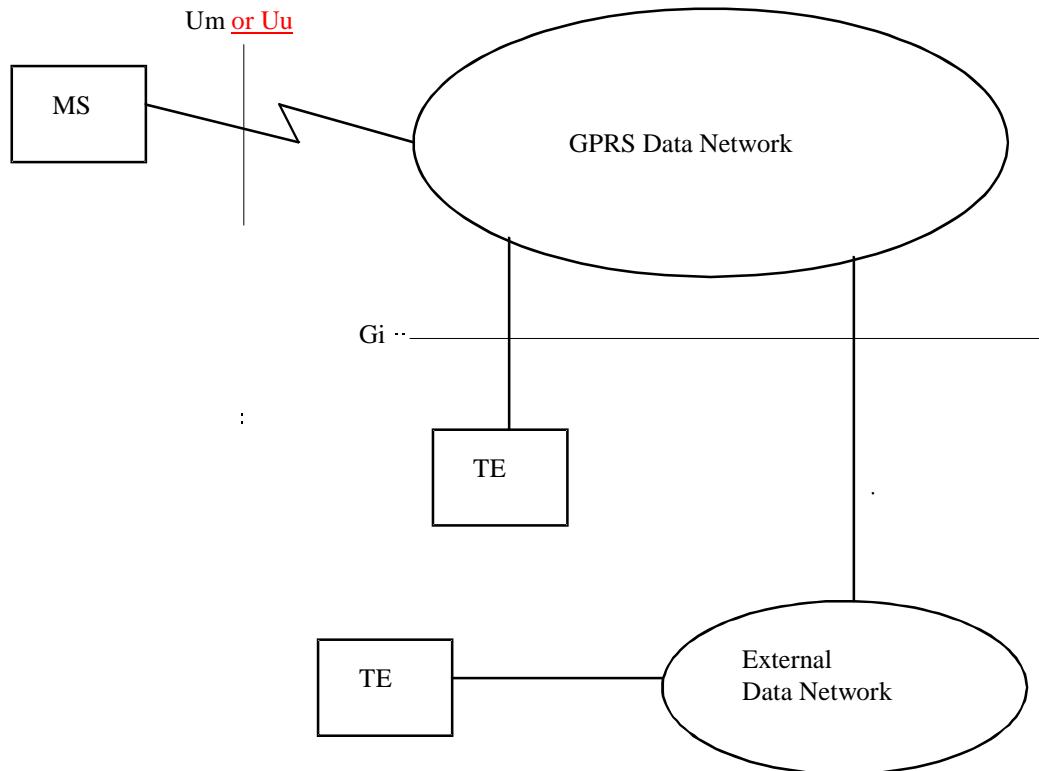 Um or Uu
MS
GPRS Data Network
Gi
TE
TE
External
Data Network